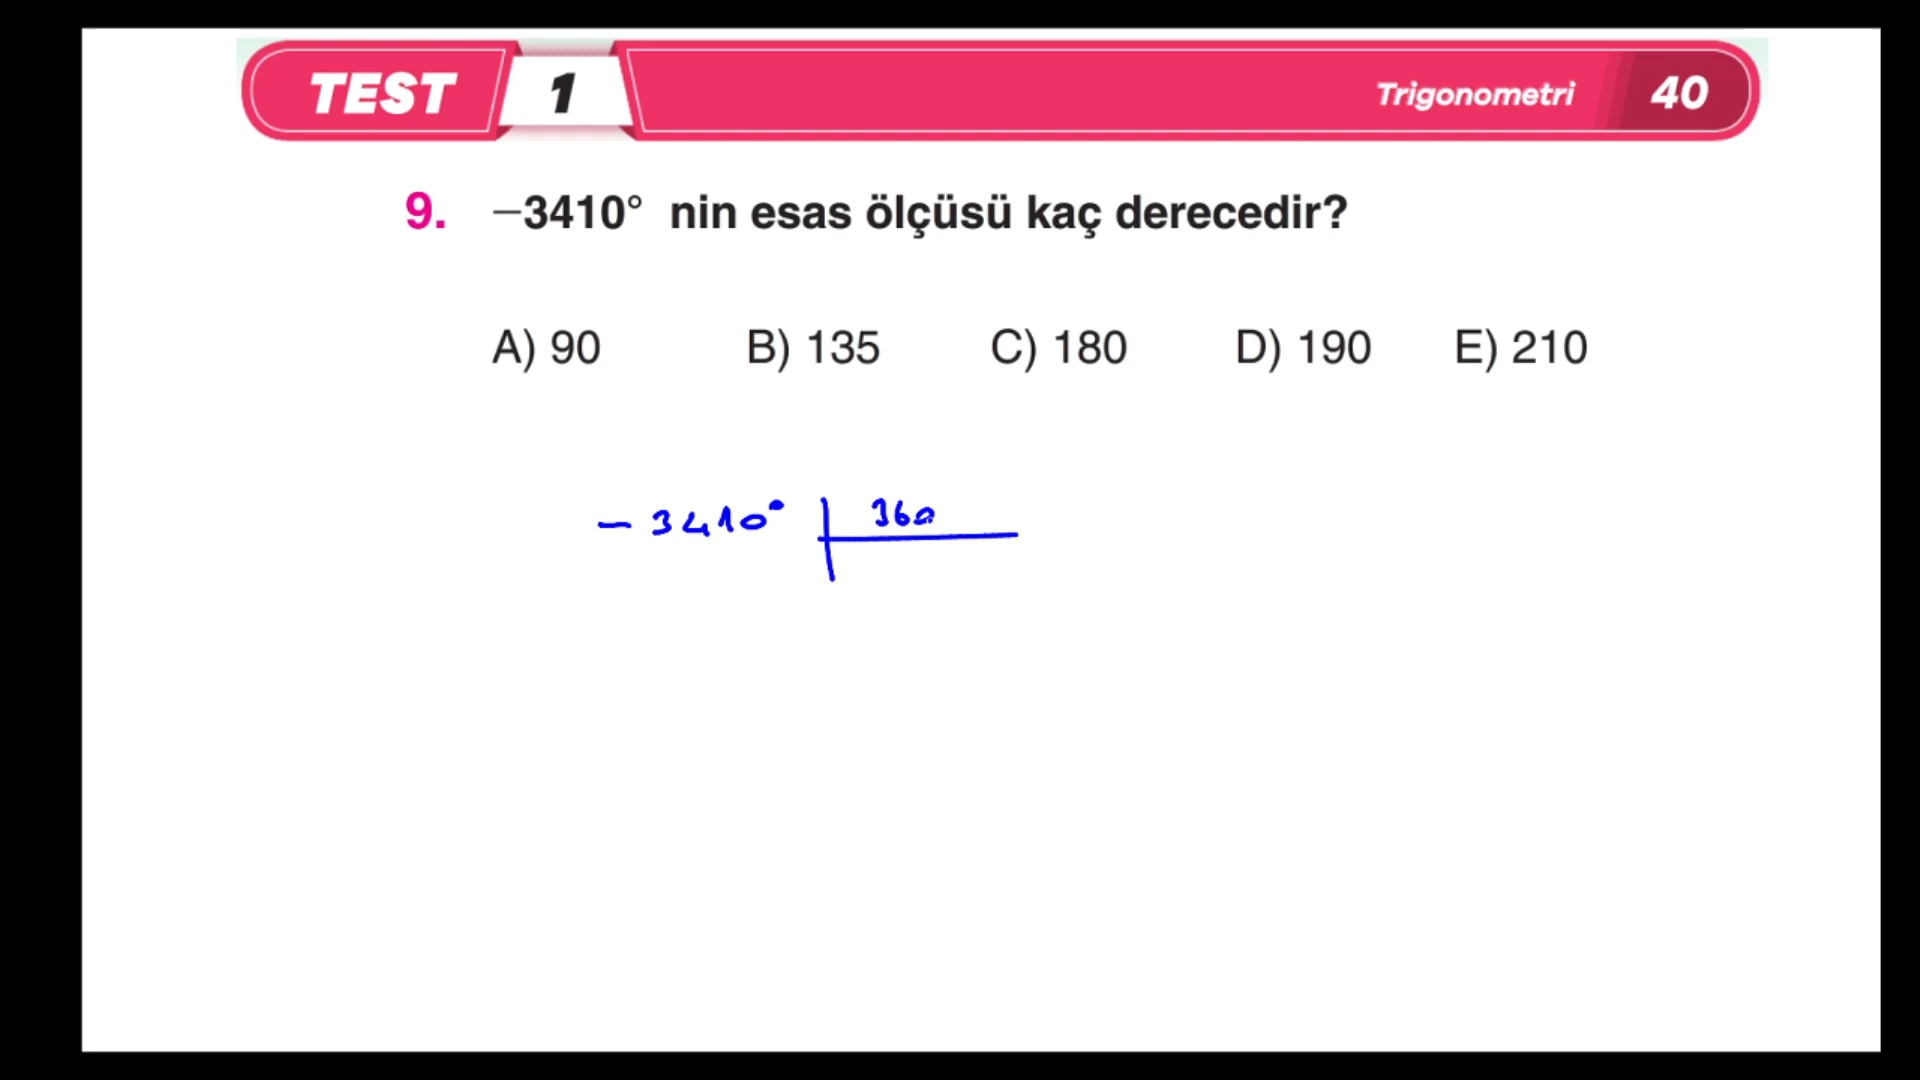 TEST 1 Trigonometri 40
9. –3410° nin esas ölçüsü kaç derecedir?
A) 90 B) 135 C) 180 D) 190 E) 210
– 3410° 360